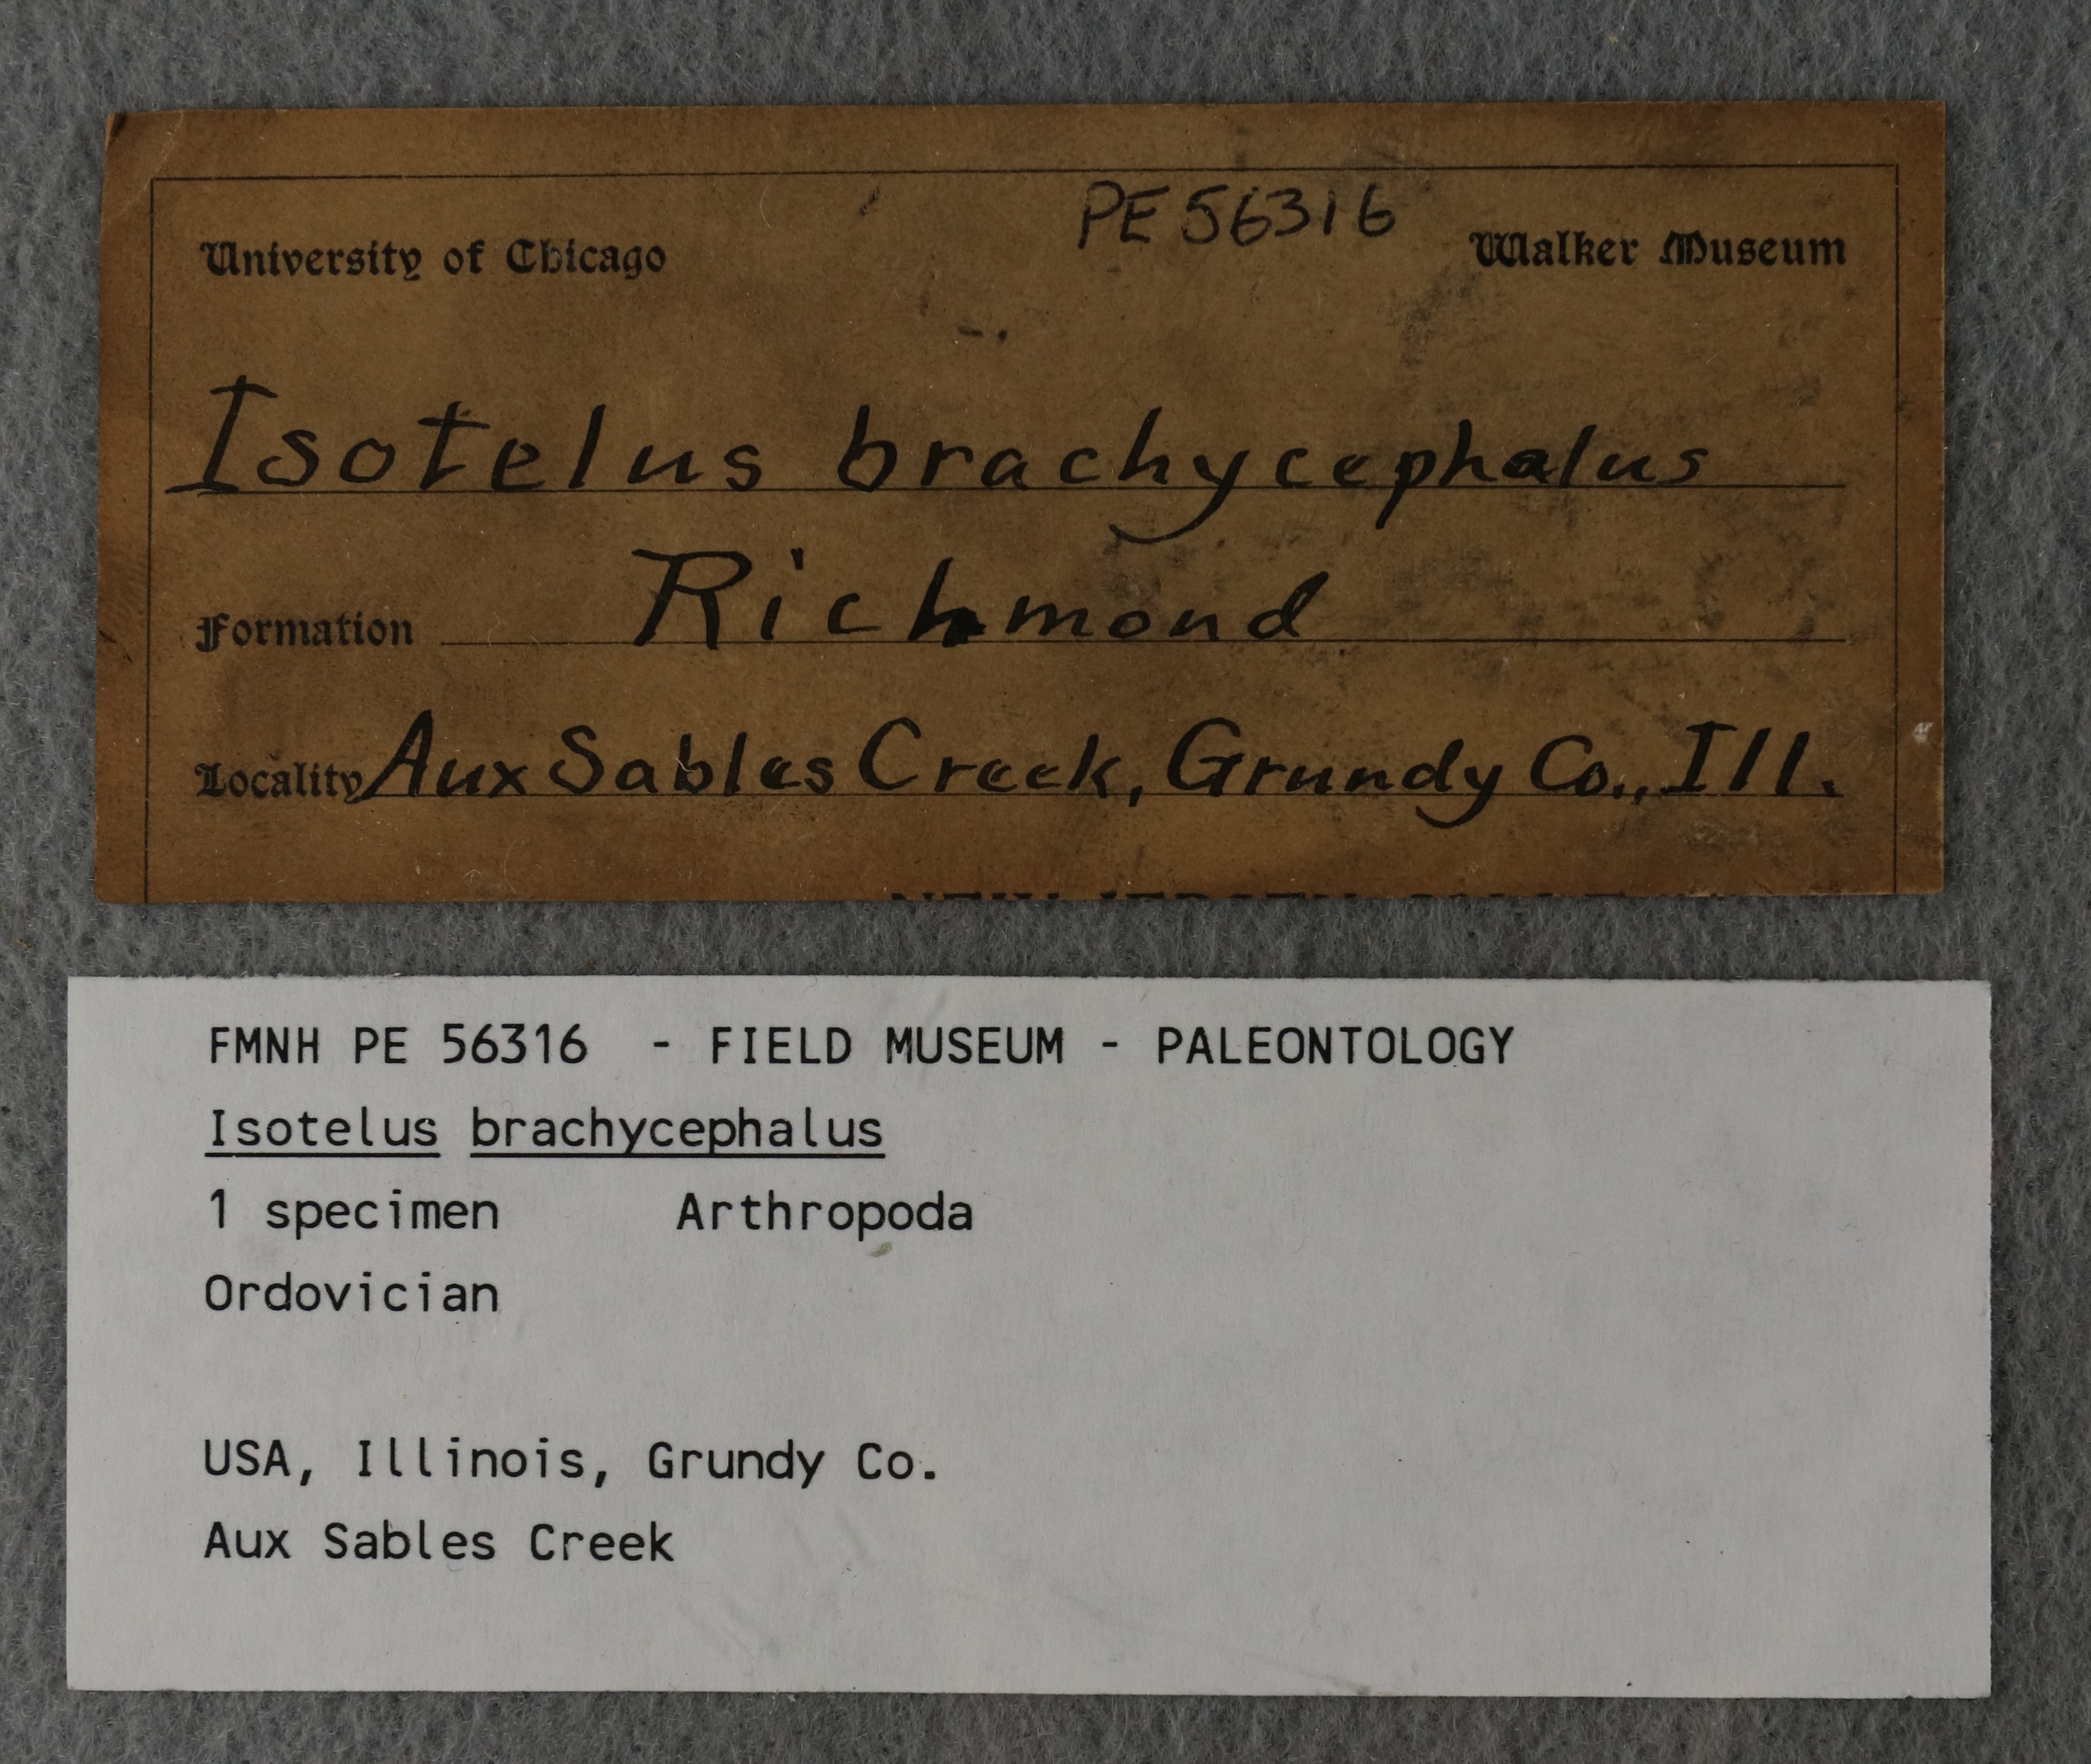 PE 56316
University of Chicago Walker Museum
Isotelus brachycephalus
Formation Richmond
Locality Aux Sables Creek, Grundy Co., Ill.
FMNH PE 56316 - FIELD MUSEUM - PALEONTOLOGY
Isotelus brachycephalus
1 specimen Arthropoda
Ordovician
USA, Illinois, Grundy Co.
Aux Sables Creek